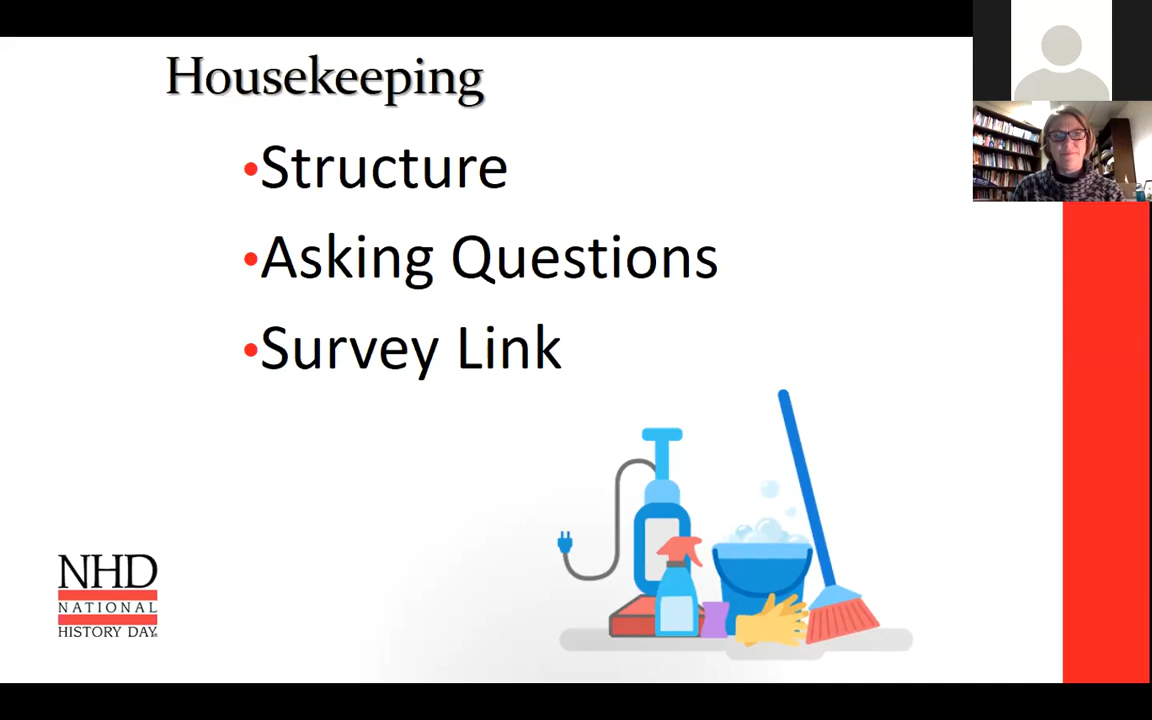 Housekeeping
•Structure
•Asking Questions
•Survey Link
NHD
NATIONAL
HISTORY DAY